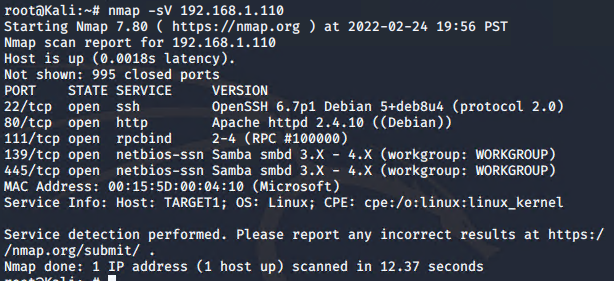 root@Kali:~# nmap -sV 192.168.1.110
Starting Nmap 7.80 ( https://nmap.org ) at 2022-02-24 19:56 PST
Nmap scan report for 192.168.1.110
Host is up (0.0018s latency).
Not shown: 995 closed ports
PORT    STATE SERVICE     VERSION
22/tcp  open  ssh         OpenSSH 6.7p1 Debian 5+deb8u4 (protocol 2.0)
80/tcp  open  http        Apache httpd 2.4.10 ((Debian))
111/tcp open  rpcbind     2-4 (RPC #100000)
139/tcp open  netbios-ssn Samba smbd 3.X - 4.X (workgroup: WORKGROUP)
445/tcp open  netbios-ssn Samba smbd 3.X - 4.X (workgroup: WORKGROUP)
MAC Address: 00:15:5D:00:04:10 (Microsoft)
Service Info: Host: TARGET1; OS: Linux; CPE: cpe:/o:linux:linux_kernel

Service detection performed. Please report any incorrect results at https:/
/nmap.org/submit/ .
Nmap done: 1 IP address (1 host up) scanned in 12.37 seconds
root@Kali:~#